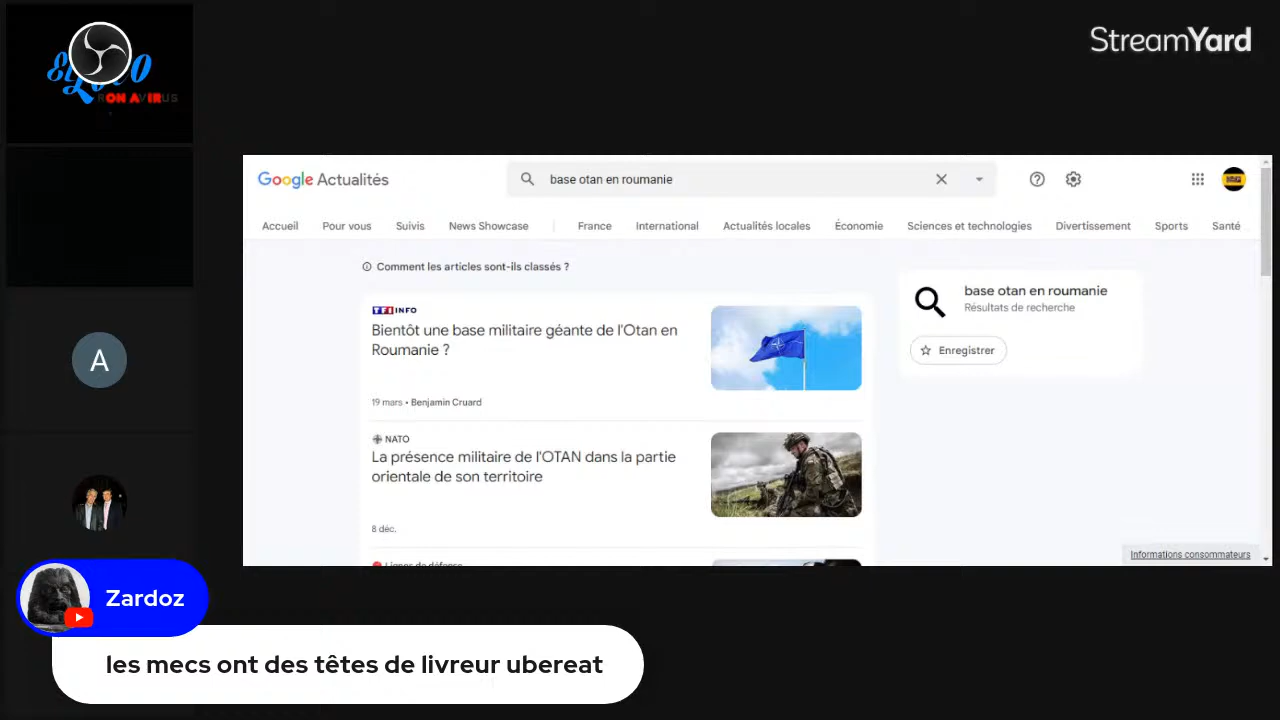 StreamYard
Google Actualités
base otan en roumanie
Accueil Pour vous Suivis News Showcase France International Actualités locales Économie Sciences et technologies Divertissement Sports Santé
Comment les articles sont-ils classés ?
TF1 INFO
Bientôt une base militaire géante de l'Otan en
Roumanie ?
19 mars • Benjamin Cruard
NATO
La présence militaire de l'OTAN dans la partie
orientale de son territoire
8 déc.
Lignes de défense
base otan en roumanie
Résultats de recherche
Enregistrer
Informations consommateurs
A
Zardoz
les mecs ont des têtes de livreur ubereat